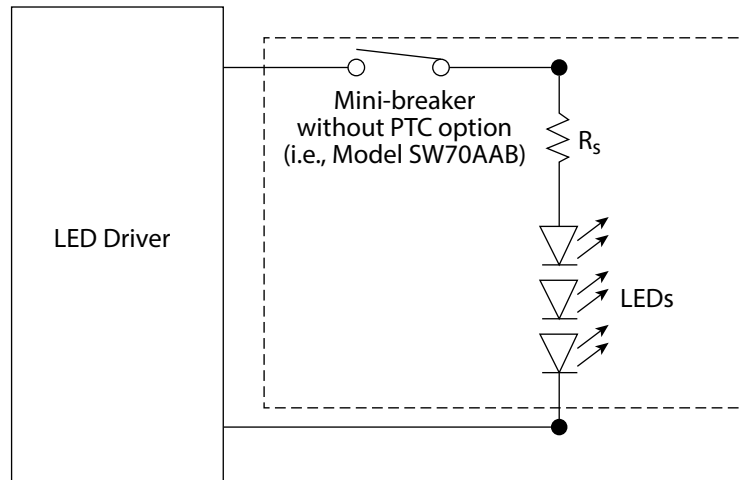 Mini-breaker
without PTC option
(i.e., Model SW70AAB)
Rs
LED Driver
LEDs